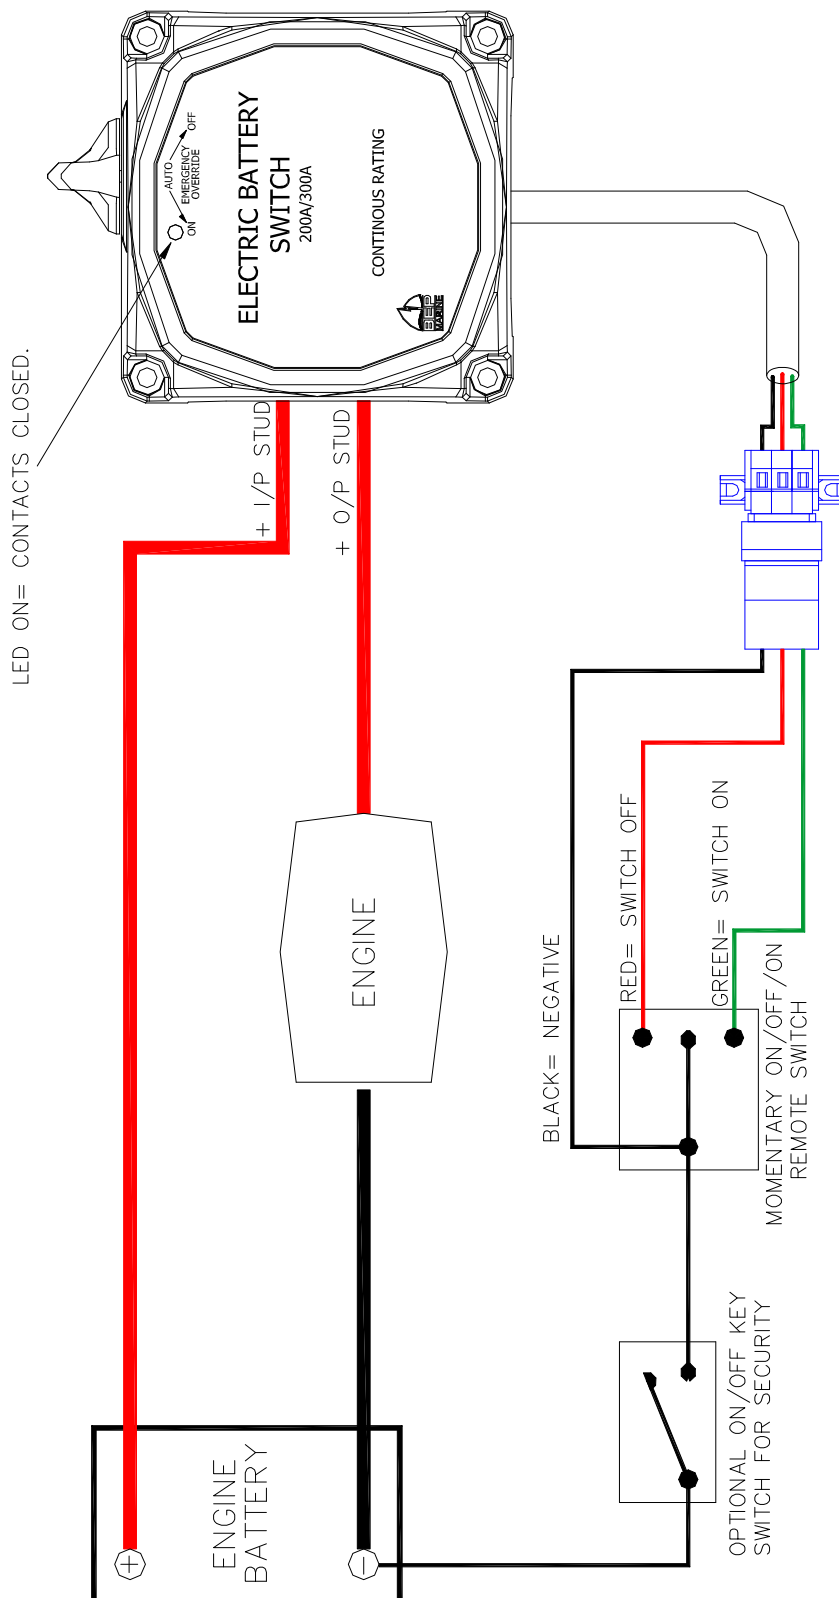 LED ON= CONTACTS CLOSED.
ON
AUTO
OFF
EMERGENCY
OVERRIDE
ELECTRIC BATTERY
SWITCH
200A/300A
CONTINOUS RATING
BEP
MARINE
+ I/P STUD
+ O/P STUD
ENGINE
ENGINE
BATTERY
+
-
BLACK= NEGATIVE
RED= SWITCH OFF
GREEN= SWITCH ON
MOMENTARY ON/OFF/ON
REMOTE SWITCH
OPTIONAL ON/OFF KEY
SWITCH FOR SECURITY